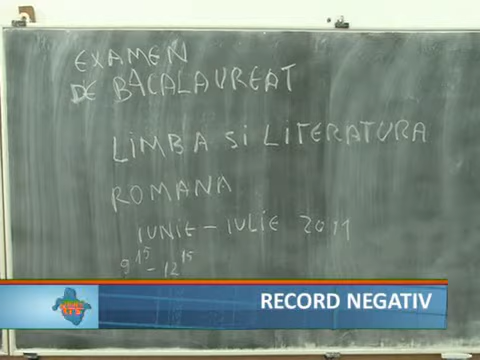 EXAMEN
DE BACALAUREAT
LIMBA SI LITERATURA
ROMANA
IUNIE - IULIE 2011
9 15 - 12 15
RECORD NEGATIV